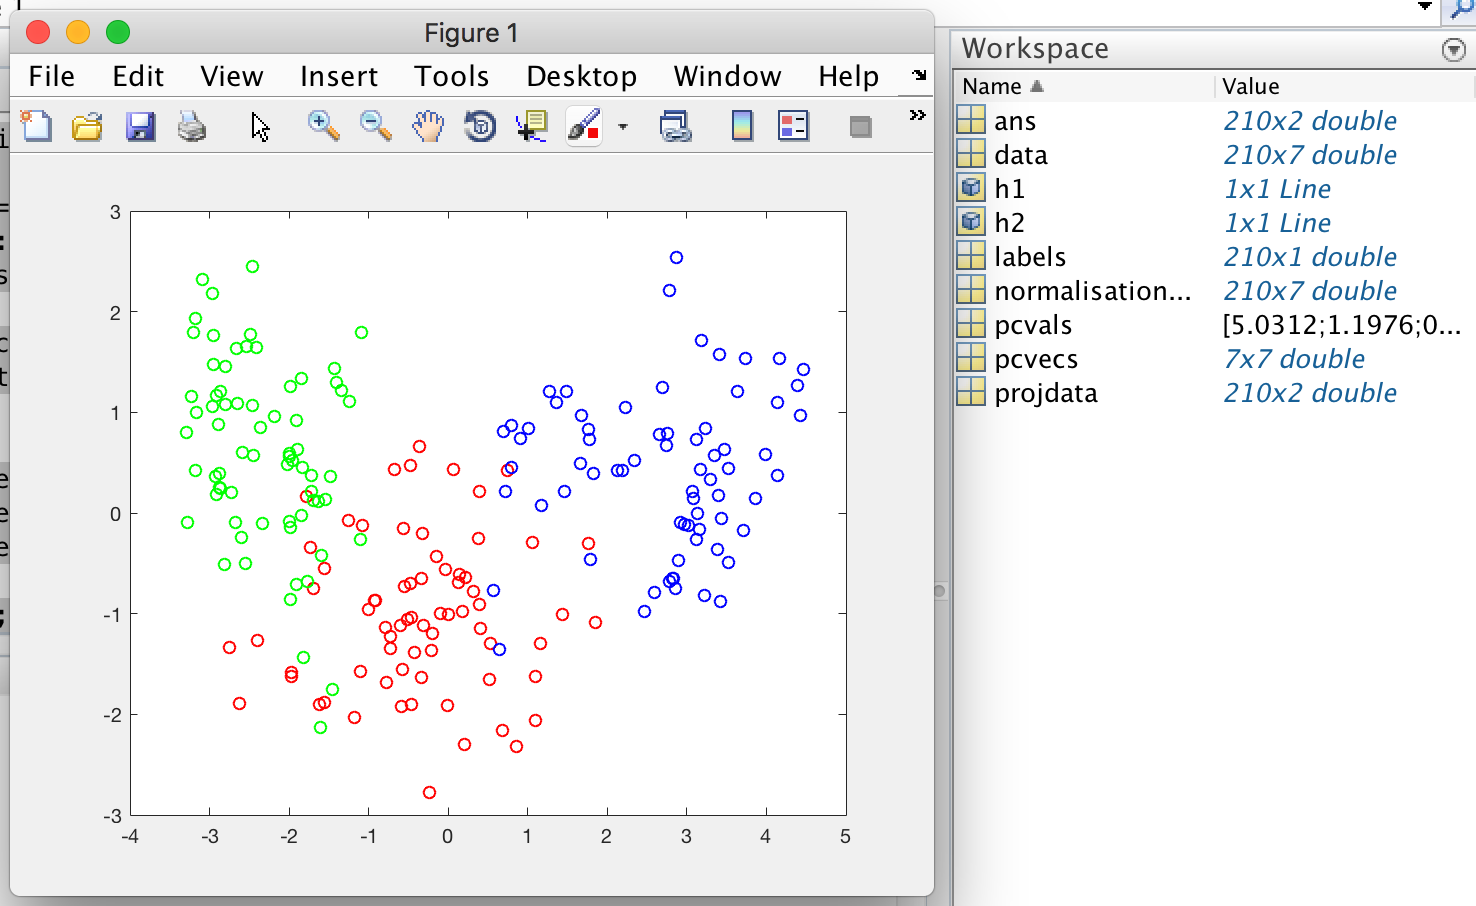 Figure 1
File Edit View Insert Tools Desktop Window Help
3
2
1
0
-1
-2
-3
-4 -3 -2 -1 0 1 2 3 4 5
Workspace
Name Value
ans 210x2 double
data 210x7 double
h1 1x1 Line
h2 1x1 Line
labels 210x1 double
normalisation... 210x7 double
pcvals [5.0312;1.1976;0...
pcvecs 7x7 double
projdata 210x2 double